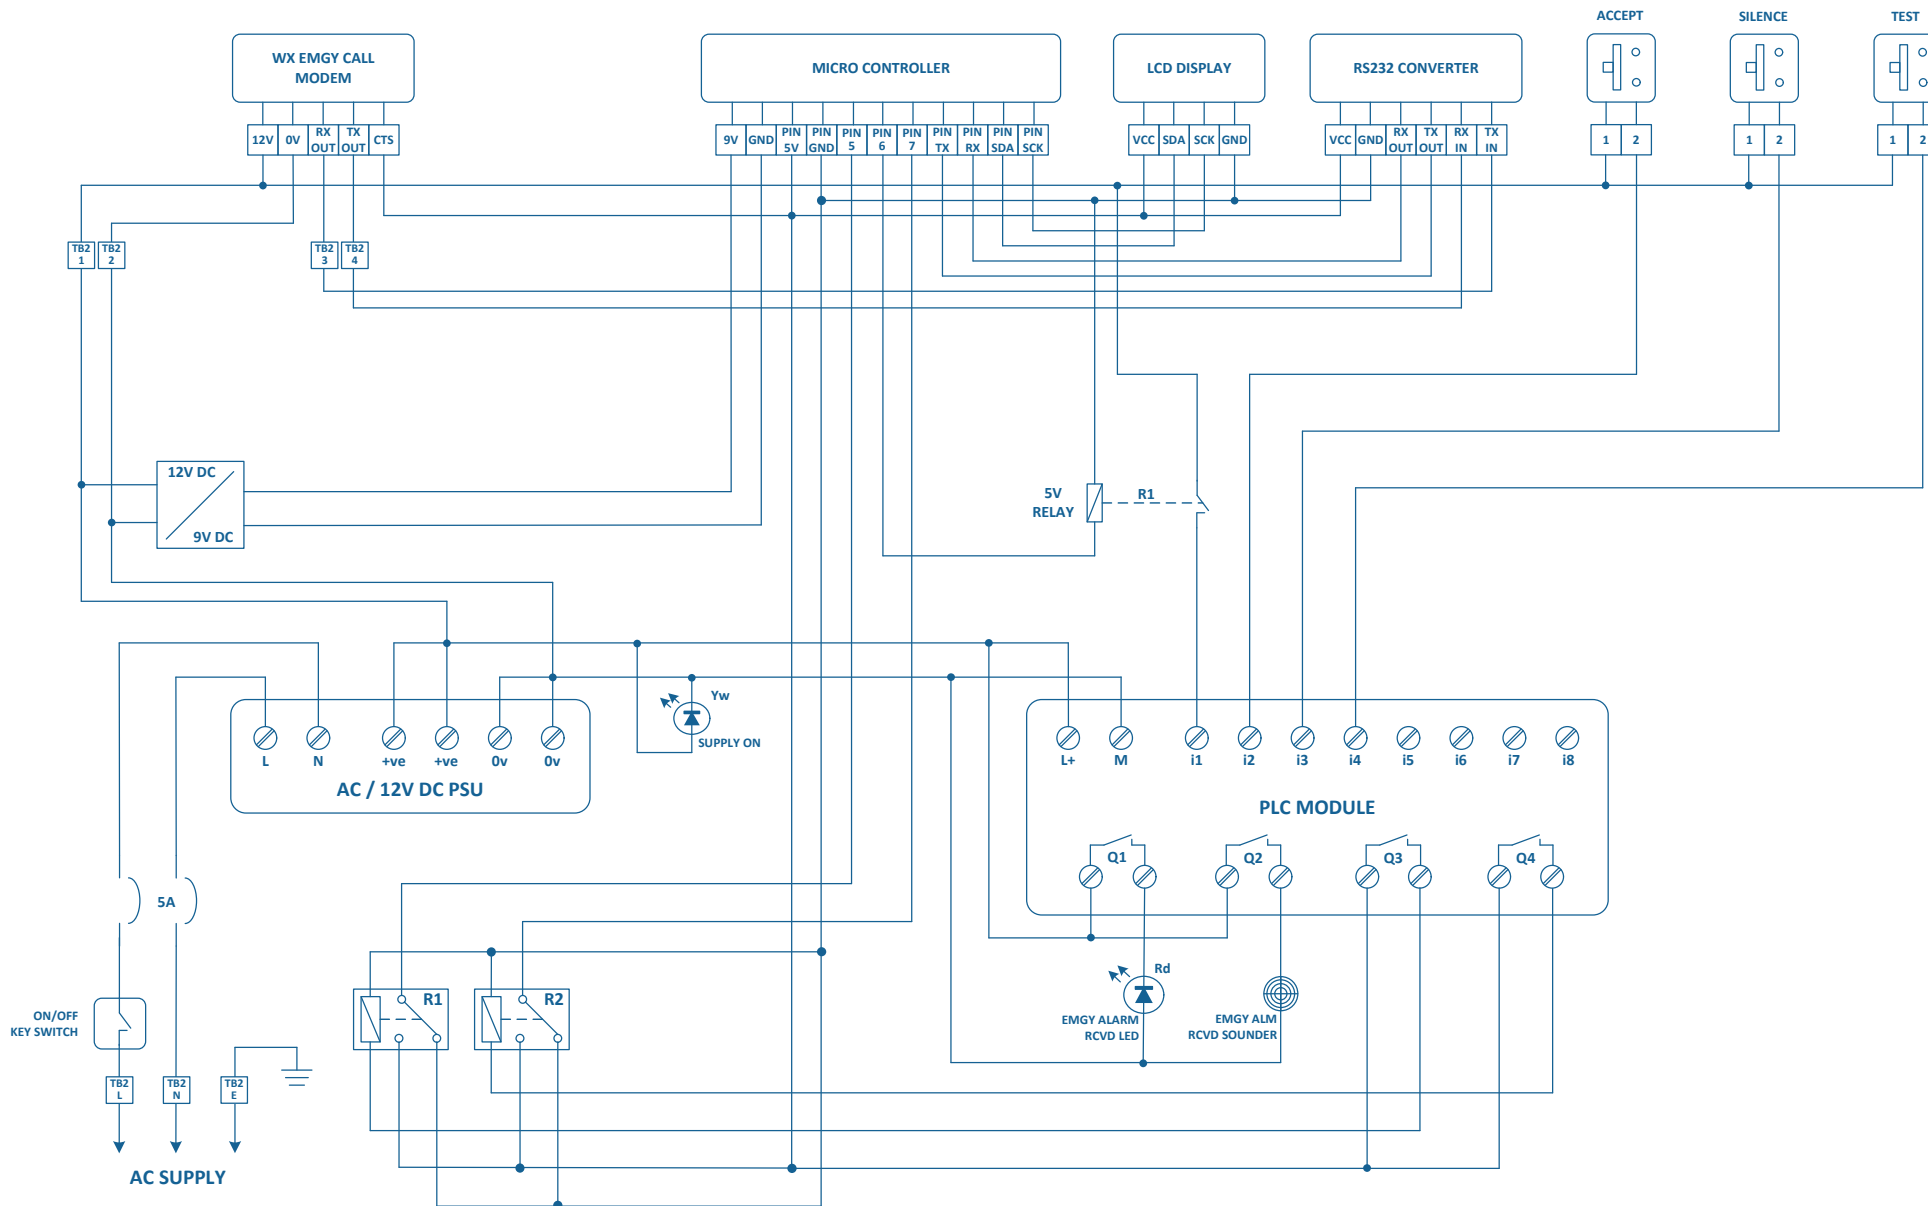 ACCEPT
SILENCE
TEST
WX EMGY CALL
MODEM
MICRO CONTROLLER
LCD DISPLAY
RS232 CONVERTER
12V
0V
RX
OUT
TX
OUT
CTS
9V
GND
PIN
5V
PIN
GND
PIN
5
PIN
6
PIN
7
PIN
TX
PIN
RX
PIN
SDA
PIN
SCK
VCC
SDA
SCK
GND
VCC
GND
RX
OUT
TX
OUT
RX
IN
TX
IN
1
2
1
2
1
2
TB2
1
TB2
2
TB2
3
TB2
4
12V DC
9V DC
5V
RELAY
R1
Yw
SUPPLY ON
L
N
+ve
+ve
0v
0v
AC / 12V DC PSU
L+
M
i1
i2
i3
i4
i5
i6
i7
i8
PLC MODULE
Q1
Q2
Q3
Q4
5A
Rd
EMGY ALARM
RCVD LED
EMGY ALM
RCVD SOUNDER
R1
R2
ON/OFF
KEY SWITCH
TB2
L
TB2
N
TB2
E
AC SUPPLY